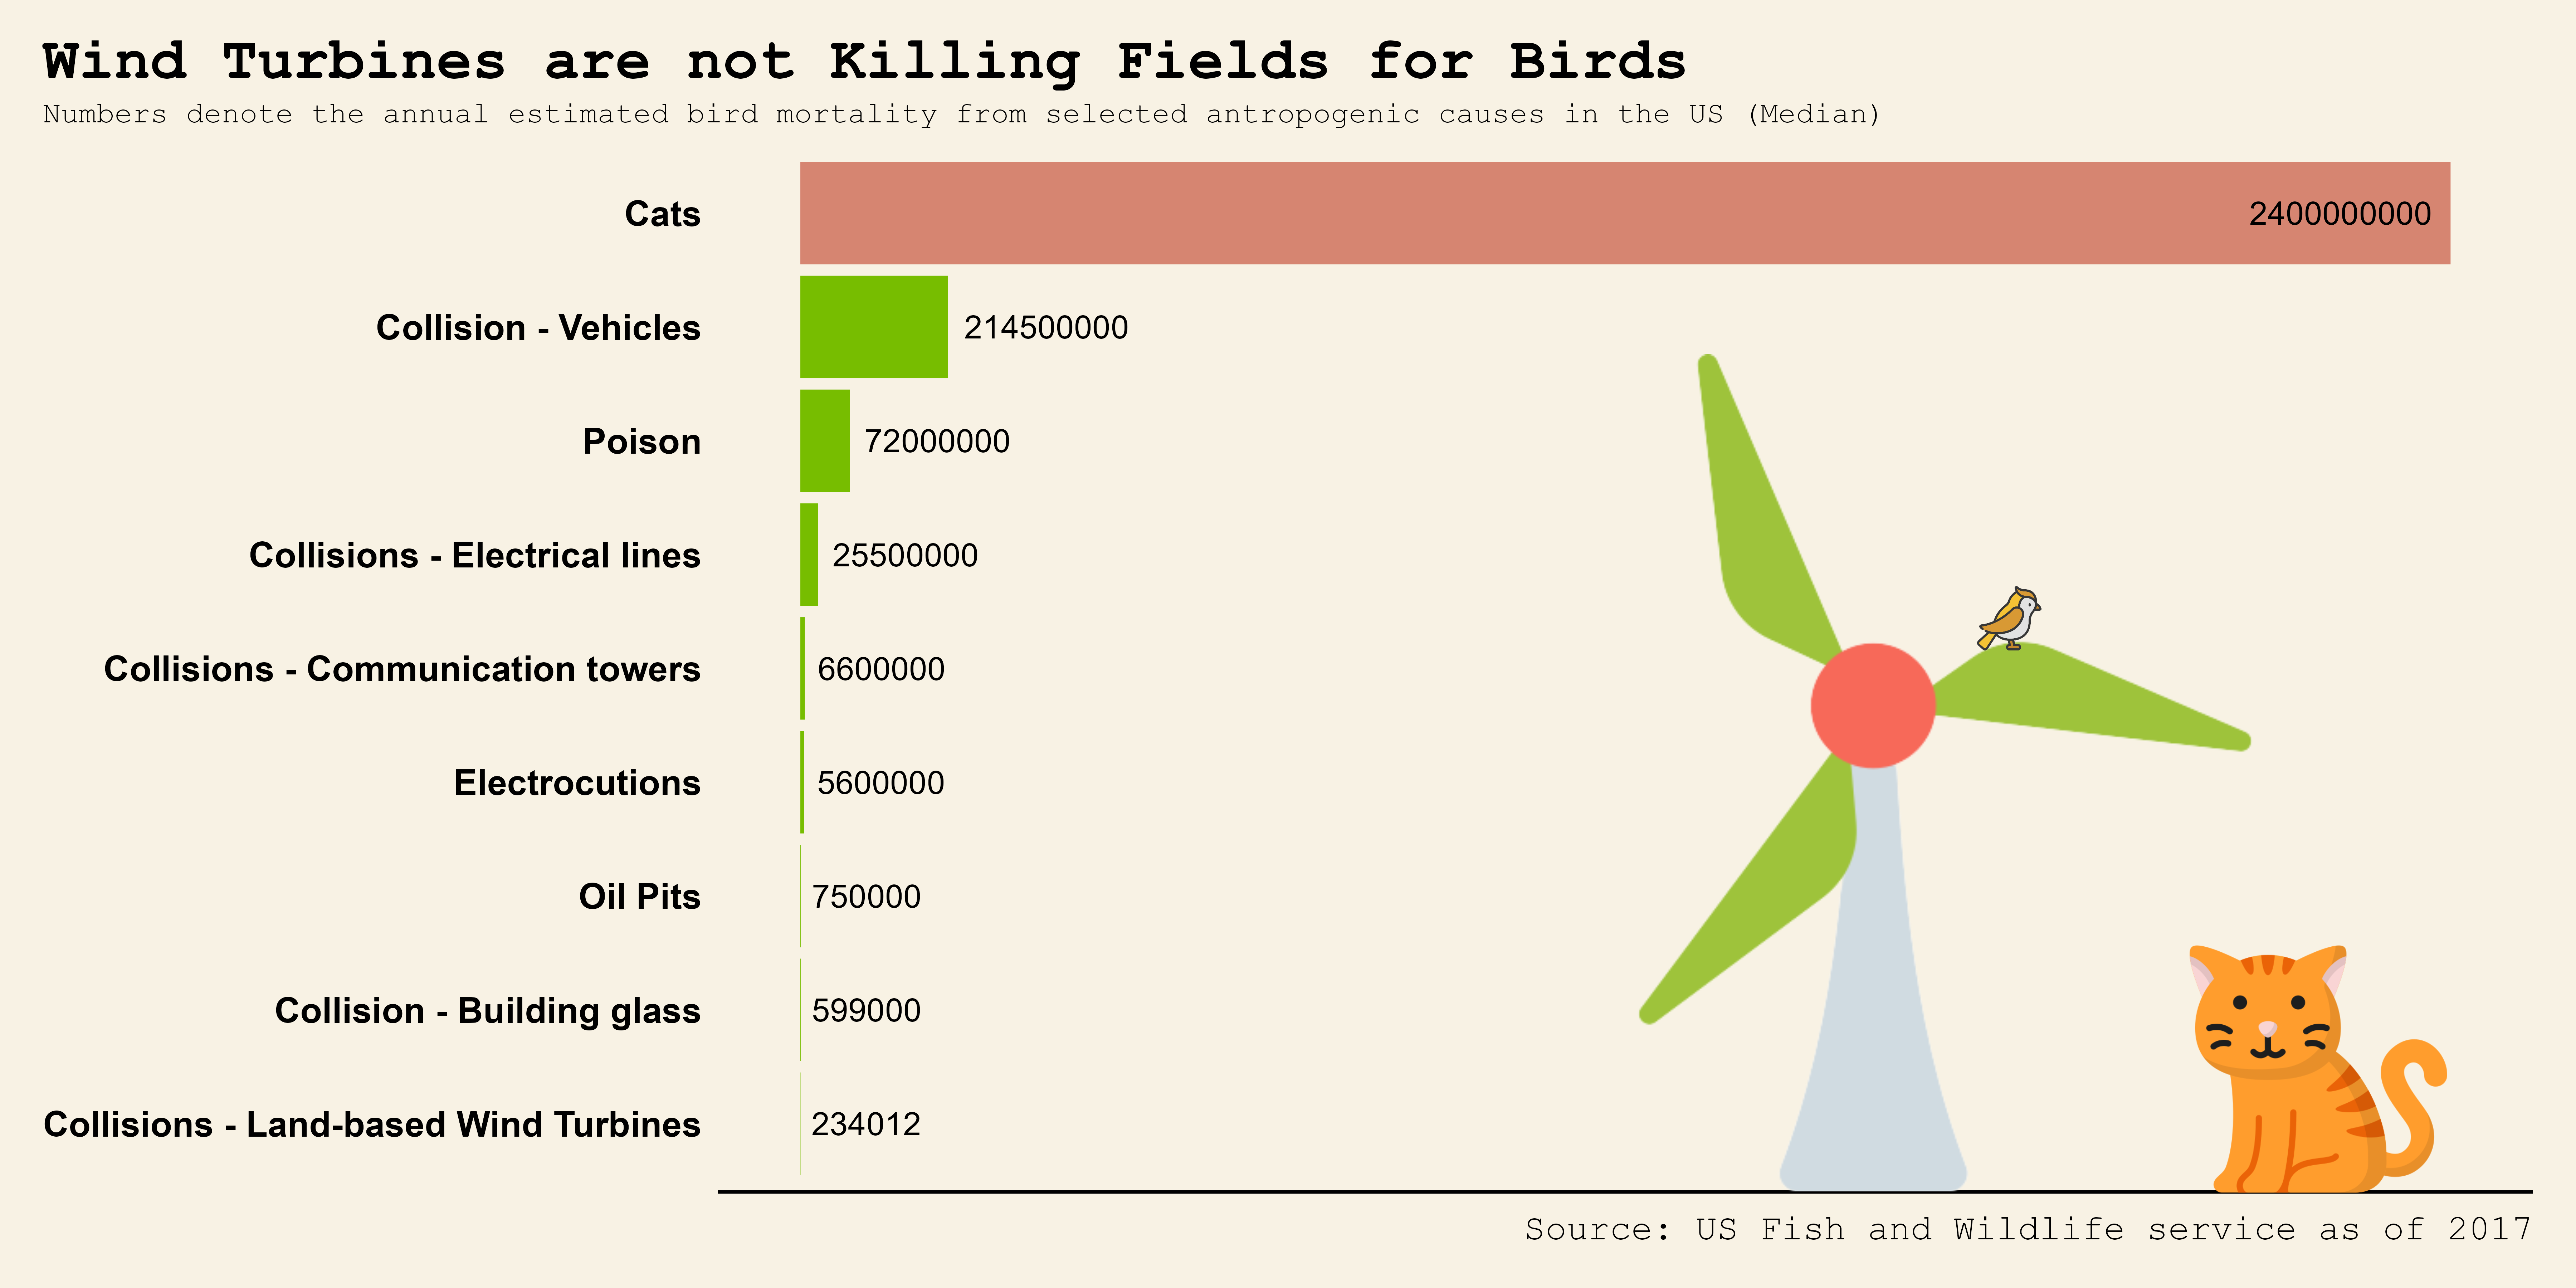 Wind Turbines are not Killing Fields for Birds
Numbers denote the annual estimated bird mortality from selected antropogenic causes in the US (Median)
Cats 2400000000
Collision - Vehicles 214500000
Poison 72000000
Collisions - Electrical lines 25500000
Collisions - Communication towers 6600000
Electrocutions 5600000
Oil Pits 750000
Collision - Building glass 599000
Collisions - Land-based Wind Turbines 234012
Source: US Fish and Wildlife service as of 2017